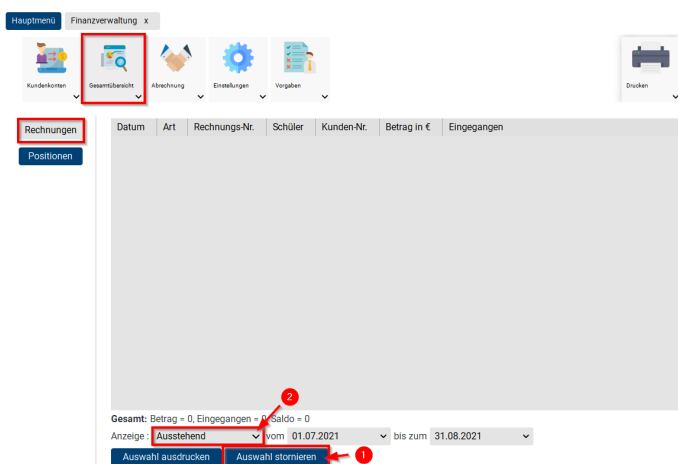 Hauptmenü Finanzverwaltung x
Kundenkonten Gesamtübersicht Abrechnung Einstellungen Vorgaben Drucken
Rechnungen Datum Art Rechnungs-Nr. Schüler Kunden-Nr. Betrag in € Eingegangen
Positionen
2
Gesamt: Betrag = 0, Eingegangen = 0, Saldo = 0
Anzeige : Ausstehend vom 01.07.2021 bis zum 31.08.2021
Auswahl ausdrucken Auswahl stornieren 1